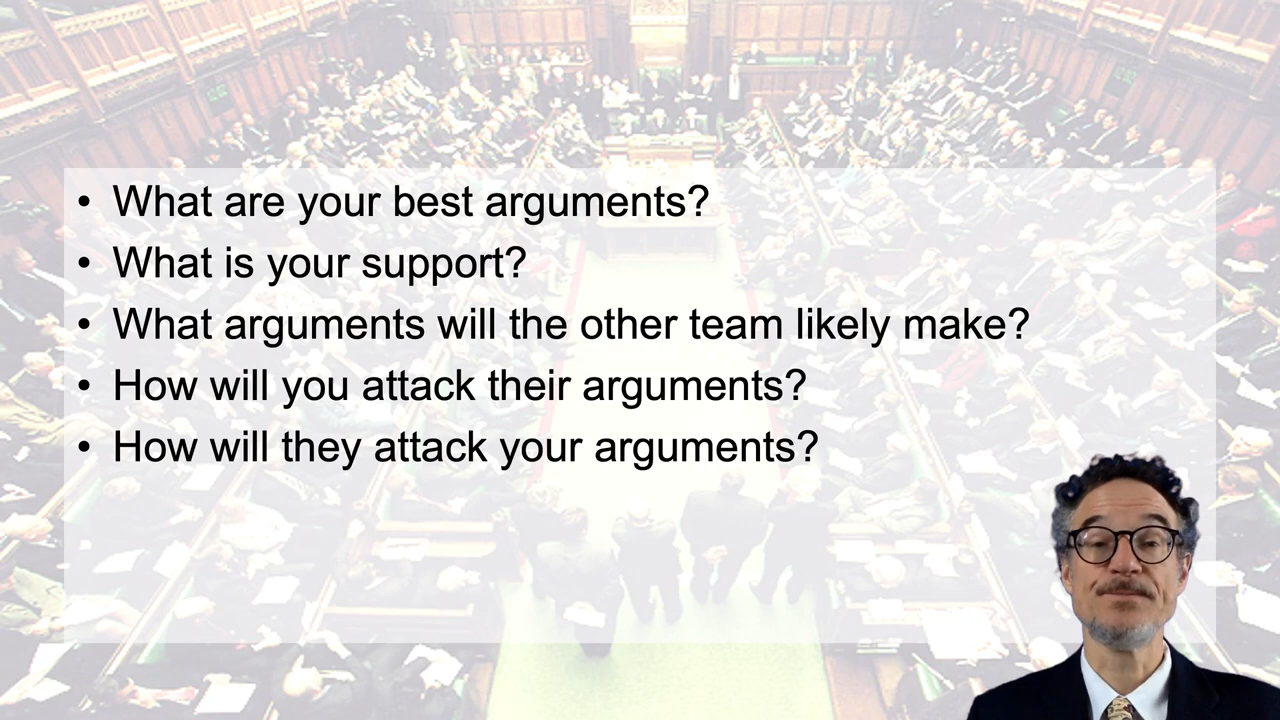 • What are your best arguments?
• What is your support?
• What arguments will the other team likely make?
• How will you attack their arguments?
• How will they attack your arguments?